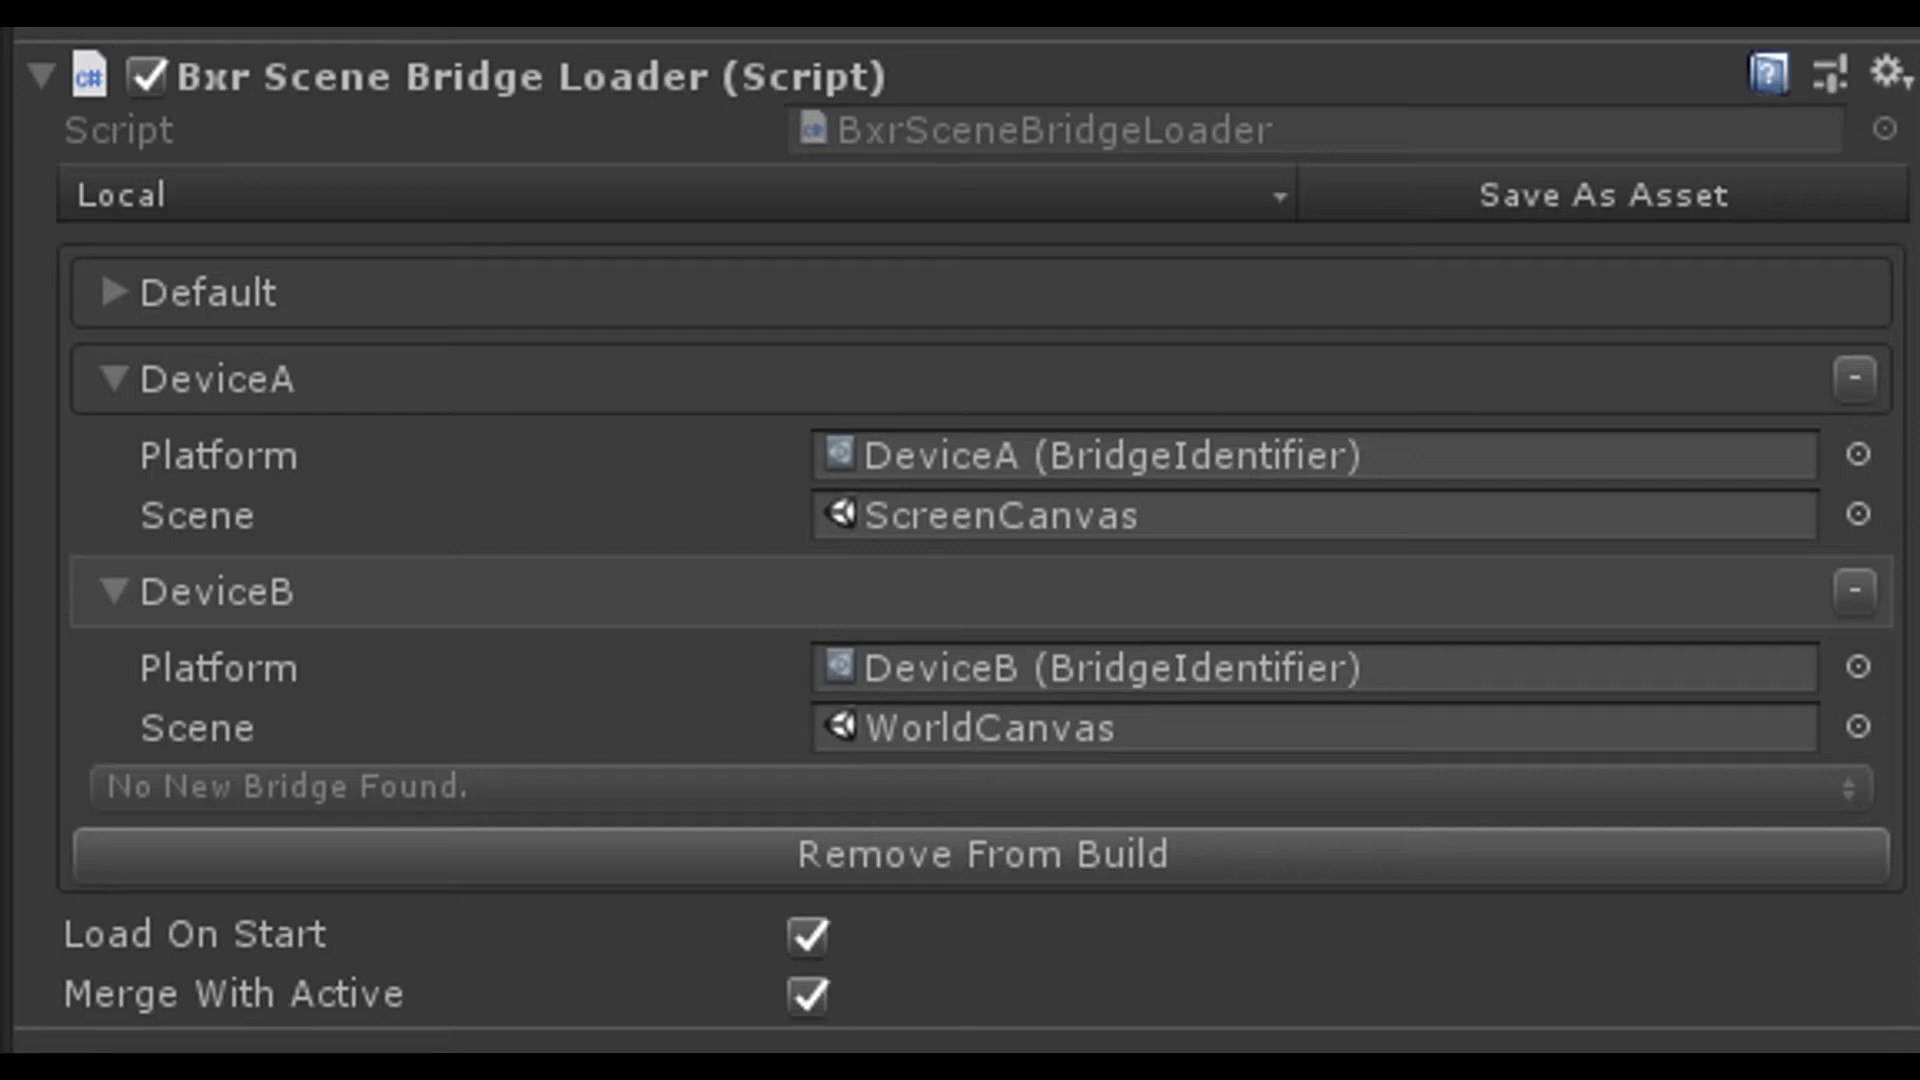 Bxr Scene Bridge Loader (Script)
Script BxrSceneBridgeLoader
Local Save As Asset
Default
DeviceA -
Platform DeviceA (BridgeIdentifier)
Scene ScreenCanvas
DeviceB -
Platform DeviceB (BridgeIdentifier)
Scene WorldCanvas
No New Bridge Found.
Remove From Build
Load On Start
Merge With Active